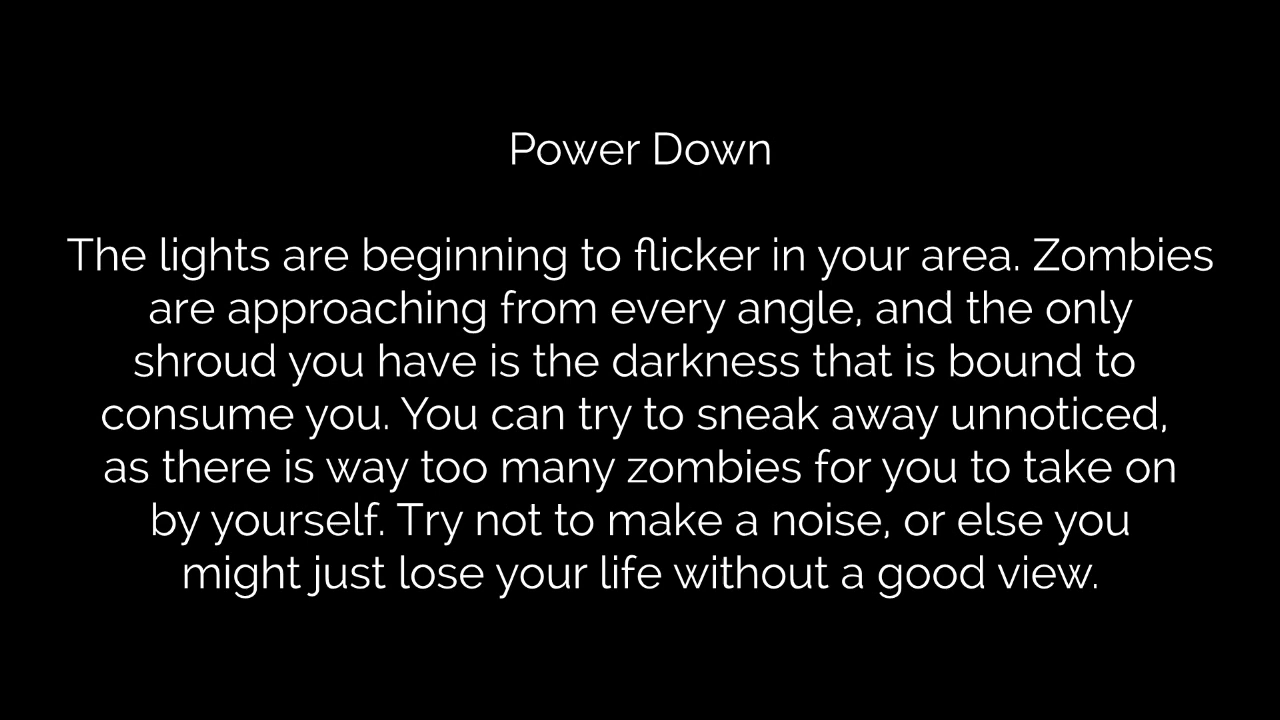 Power Down
The lights are beginning to flicker in your area. Zombies
are approaching from every angle, and the only
shroud you have is the darkness that is bound to
consume you. You can try to sneak away unnoticed,
as there is way too many zombies for you to take on
by yourself. Try not to make a noise, or else you
might just lose your life without a good view.